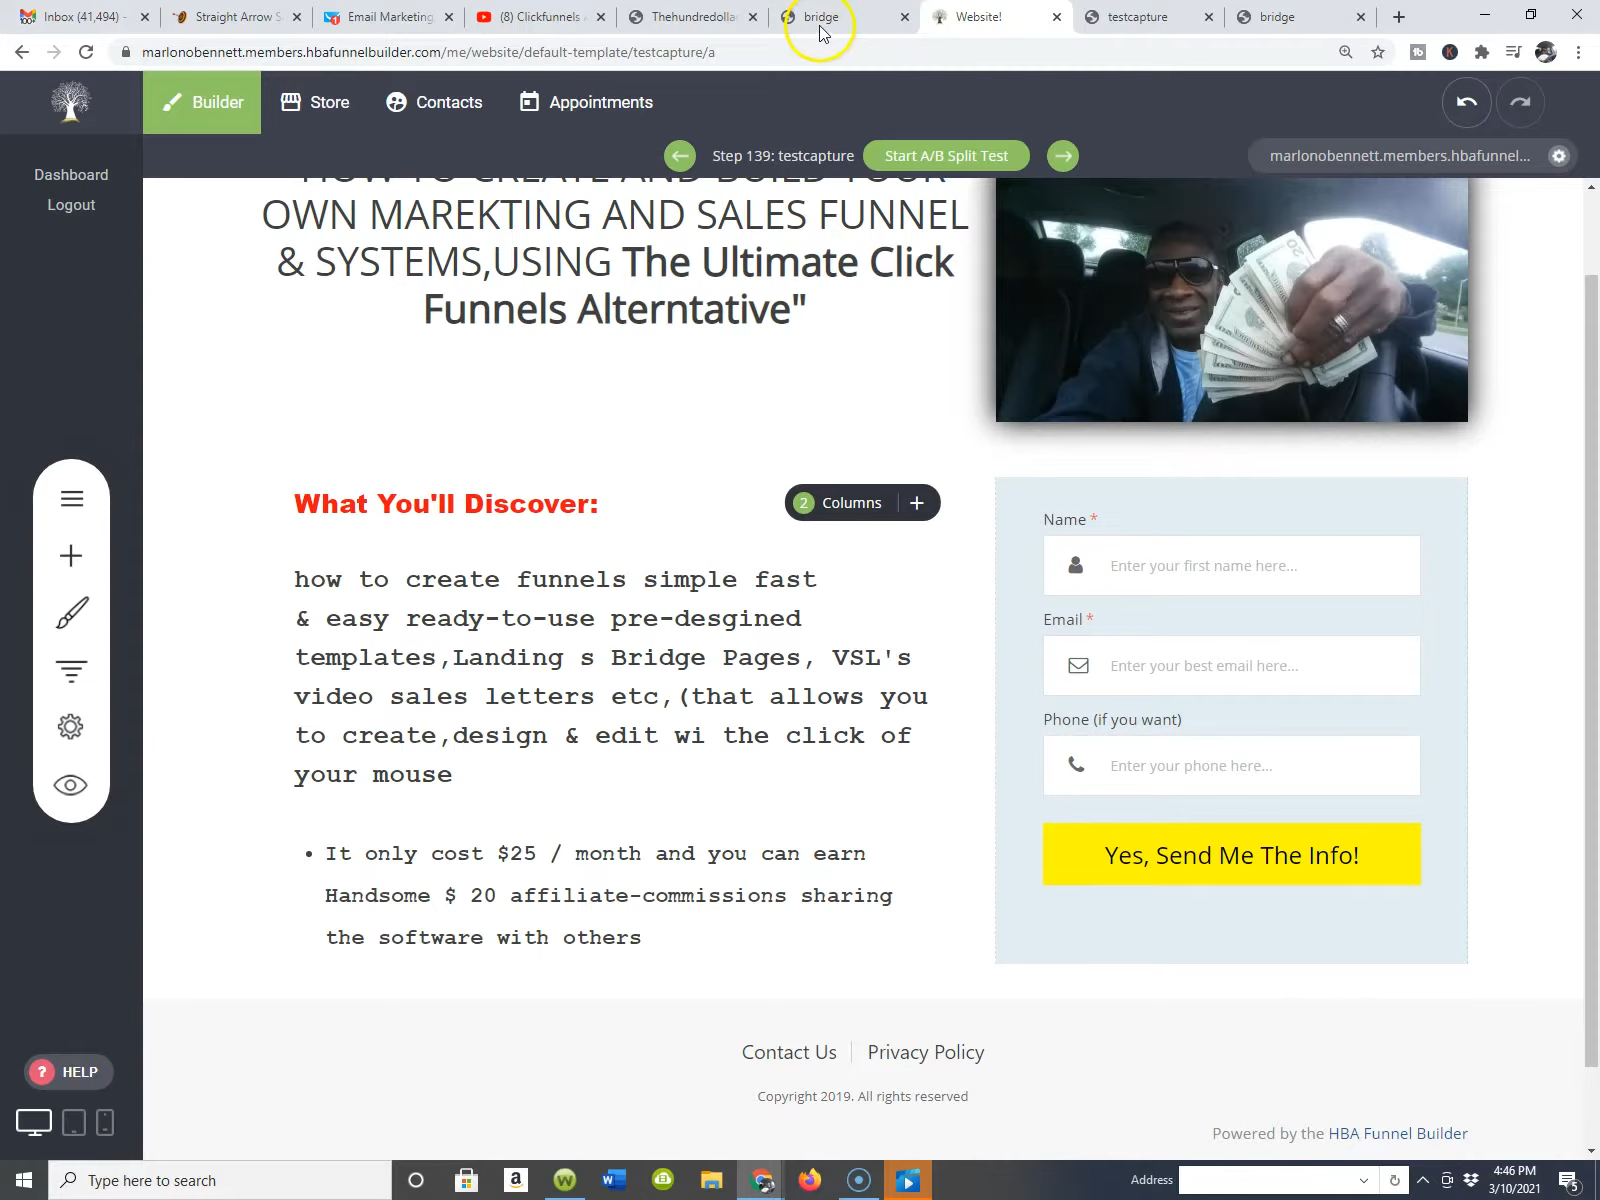 Inbox (41,494) -
Straight Arrow S
Email Marketing
(8) Clickfunnels A
Thehundredolla
bridge
Website!
testcapture
bridge
marlonobennett.members.hbafunnelbuilder.com/me/website/default-template/testcapture/a
Builder
Store
Contacts
Appointments
Step 139: testcapture
Start A/B Split Test
marlonobennett.members.hbafunnel...
Dashboard
Logout
"HOW TO CREATE AND BUILD YOUR
OWN MAREKTING AND SALES FUNNEL
& SYSTEMS,USING The Ultimate Click
Funnels Alterntative"
What You'll Discover:
2 Columns +
how to create funnels simple fast
& easy ready-to-use pre-desgined
templates,Landing s Bridge Pages, VSL's
video sales letters etc,(that allows you
to create,design & edit wi the click of
your mouse
It only cost $25 / month and you can earn
Handsome $ 20 affiliate-commissions sharing
the software with others
Name *
Enter your first name here...
Email *
Enter your best email here...
Phone (if you want)
Enter your phone here...
Yes, Send Me The Info!
Contact Us
Privacy Policy
Copyright 2019. All rights reserved
Powered by the HBA Funnel Builder
? HELP
Type here to search
Address
4:46 PM
3/10/2021
5